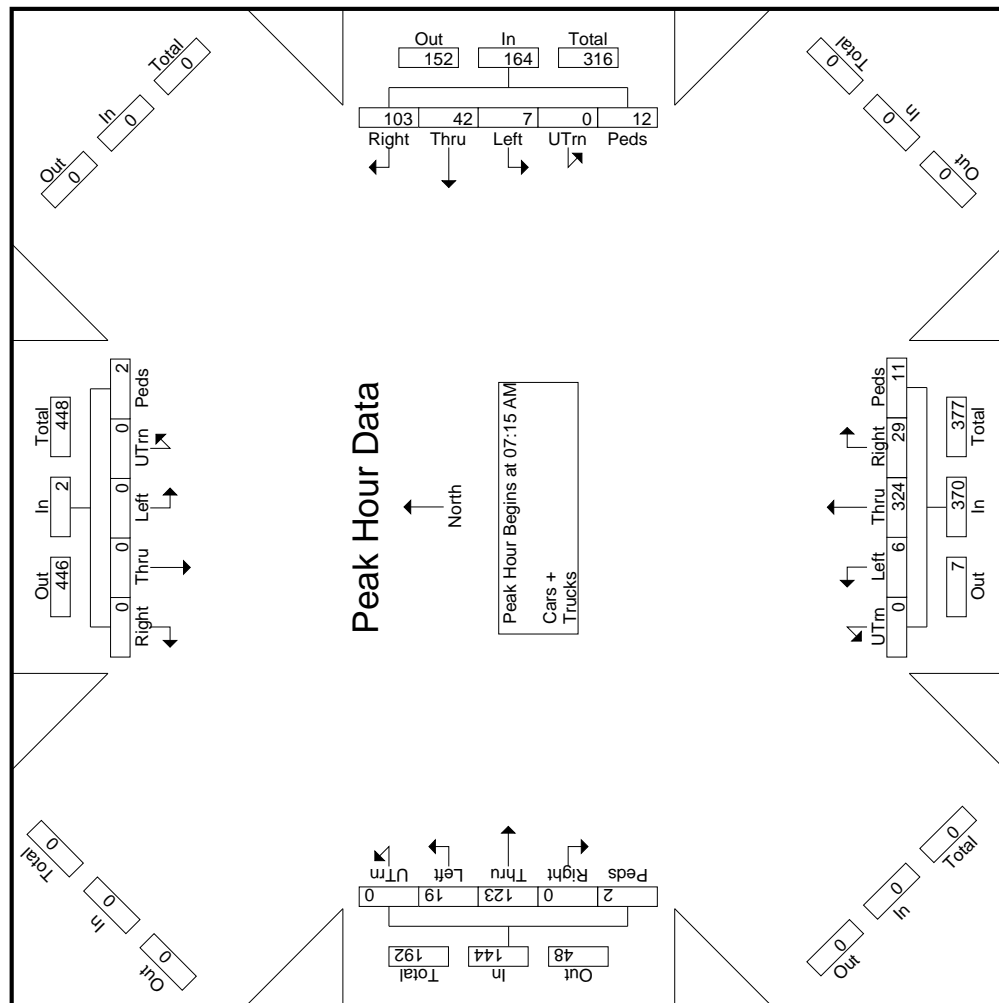 Out In Total
0 0 0
Out In Total
152 164 316
103 42 7 0 12
Right Thru Left UTrn Peds
Out In Total
0 0 0
Out In Total
446 2 448
0 0 0 0 2
Right Thru Left UTrn Peds
Peak Hour Data
North
Peak Hour Begins at 07:15 AM
Cars +
Trucks
UTrn Left Thru Right Peds
0 6 324 29 11
7 370 377
Out In Total
UTrn Left Thru Right Peds
0 19 123 0 2
192 144 48
Total In Out
0 0 0
Total In Out
0 0 0
Out In Total